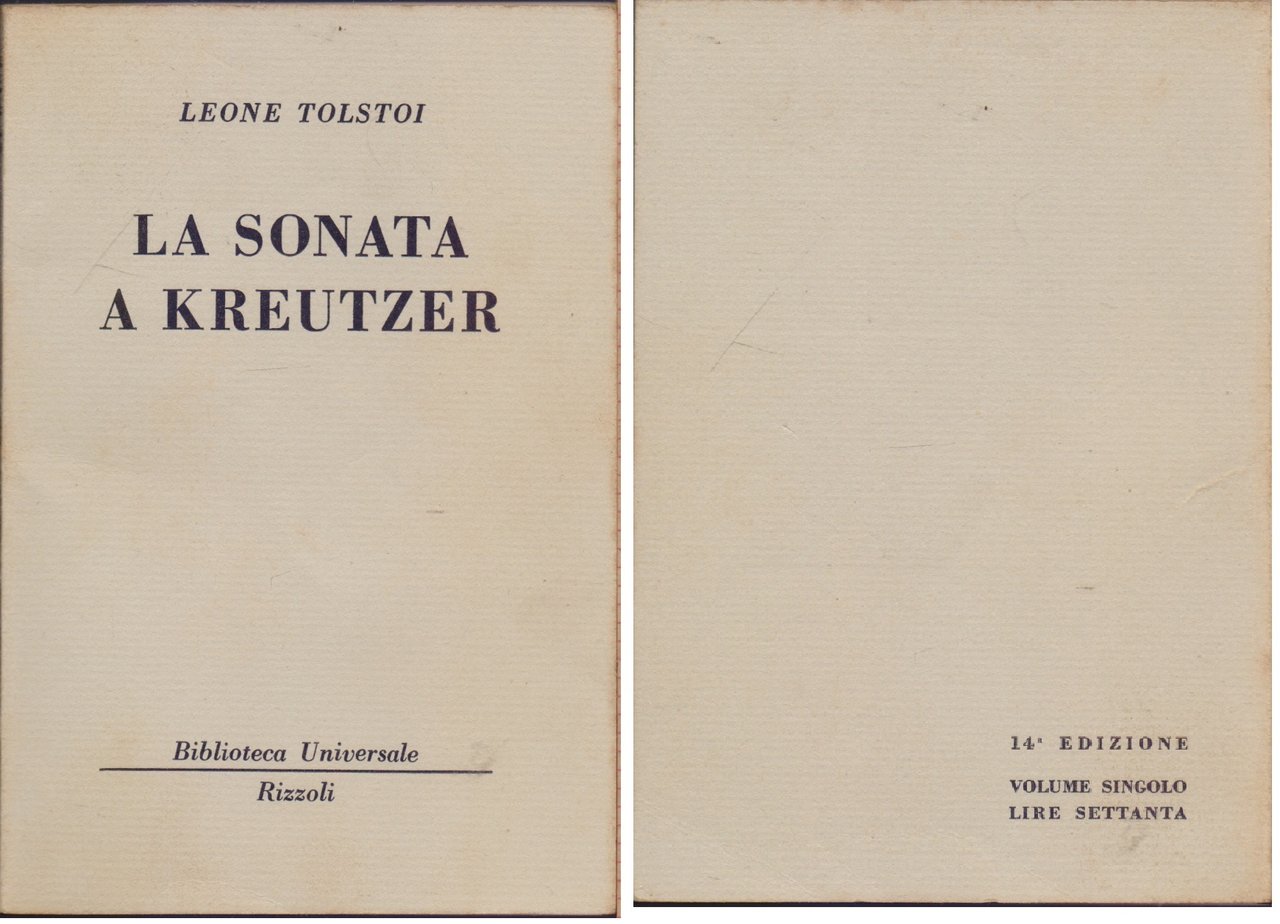 LEONE TOLSTOI
LA SONATA
A KREUTZER
Biblioteca Universale
Rizzoli
14ª EDIZIONE
VOLUME SINGOLO
LIRE SETTANTA